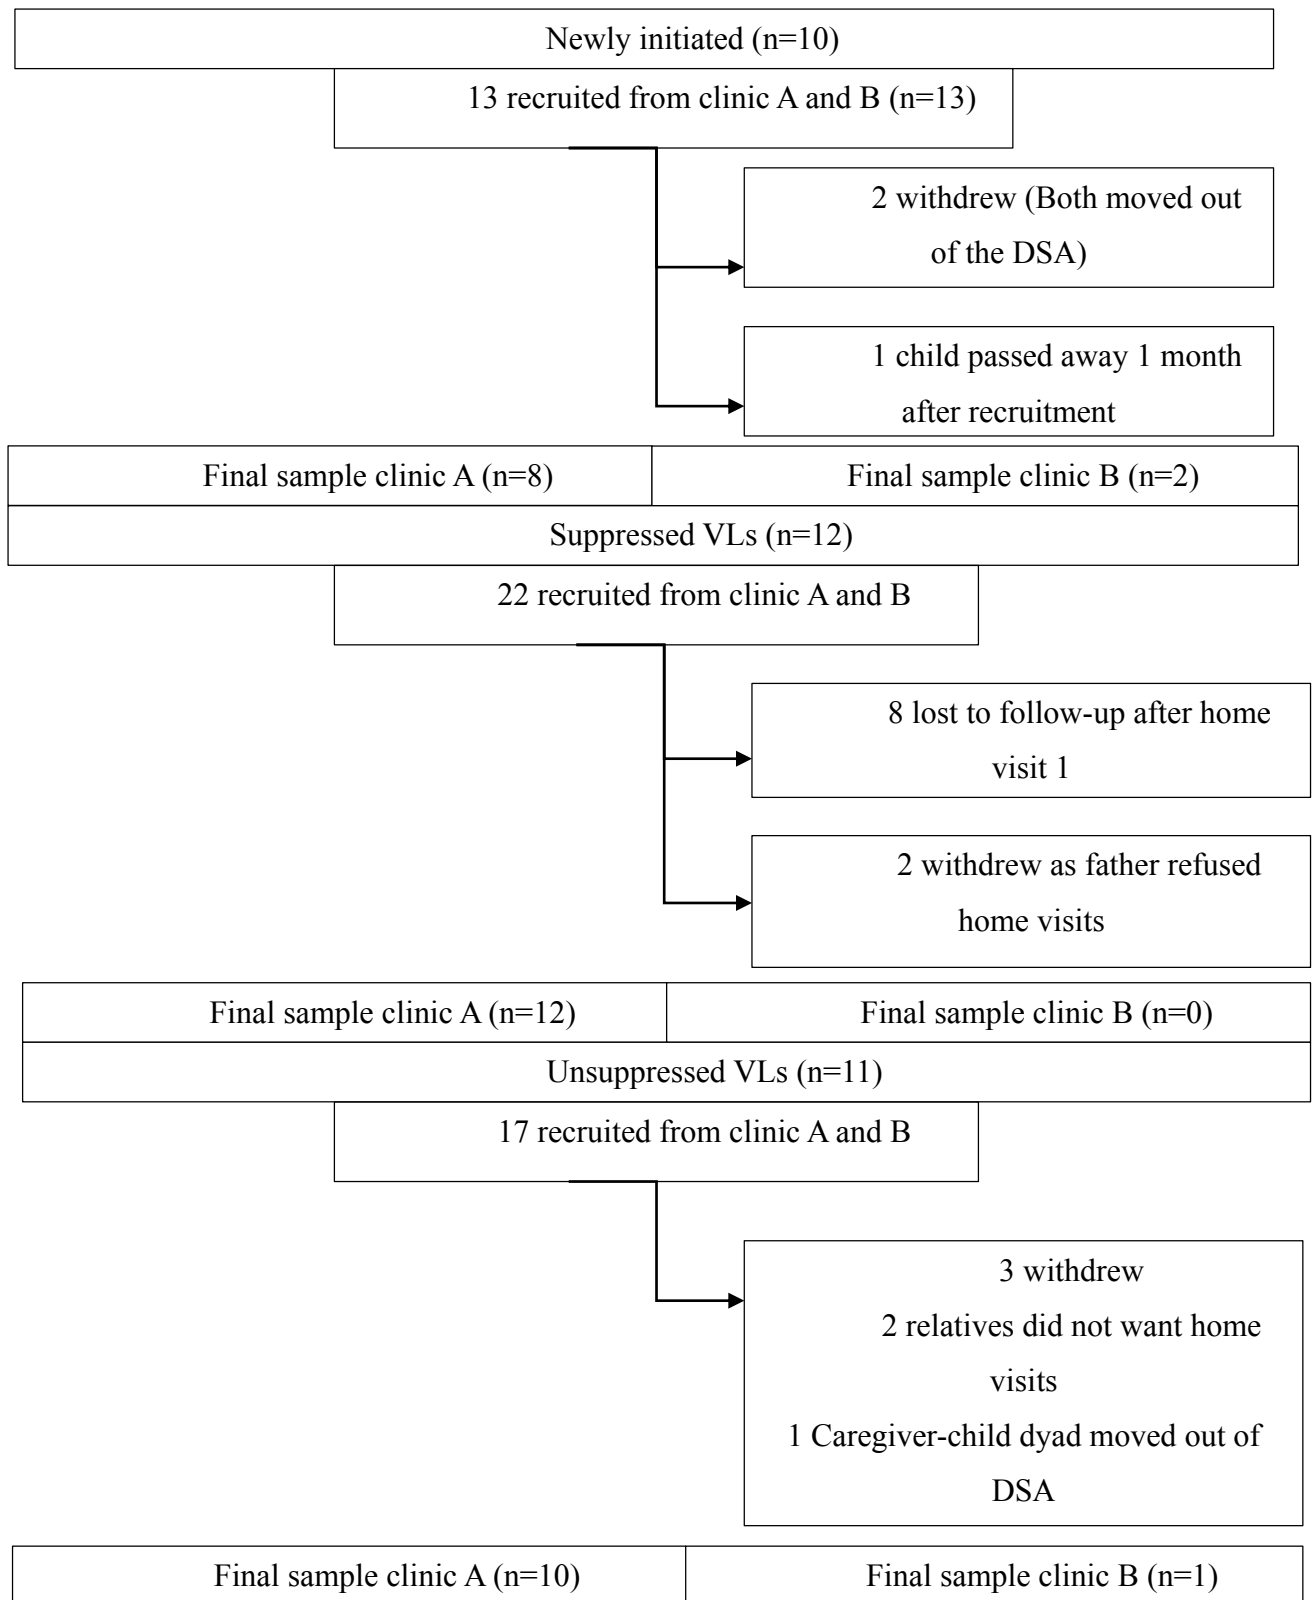 Newly initiated (n=10)
13 recruited from clinic A and B (n=13)
2 withdrew (Both moved out
of the DSA)
1 child passed away 1 month
after recruitment
Final sample clinic A (n=8)
Final sample clinic B (n=2)
Suppressed VLs (n=12)
22 recruited from clinic A and B
8 lost to follow-up after home
visit 1
2 withdrew as father refused
home visits
Final sample clinic A (n=12)
Final sample clinic B (n=0)
Unsuppressed VLs (n=11)
17 recruited from clinic A and B
3 withdrew
2 relatives did not want home
visits
1 Caregiver-child dyad moved out of
DSA
Final sample clinic A (n=10)
Final sample clinic B (n=1)